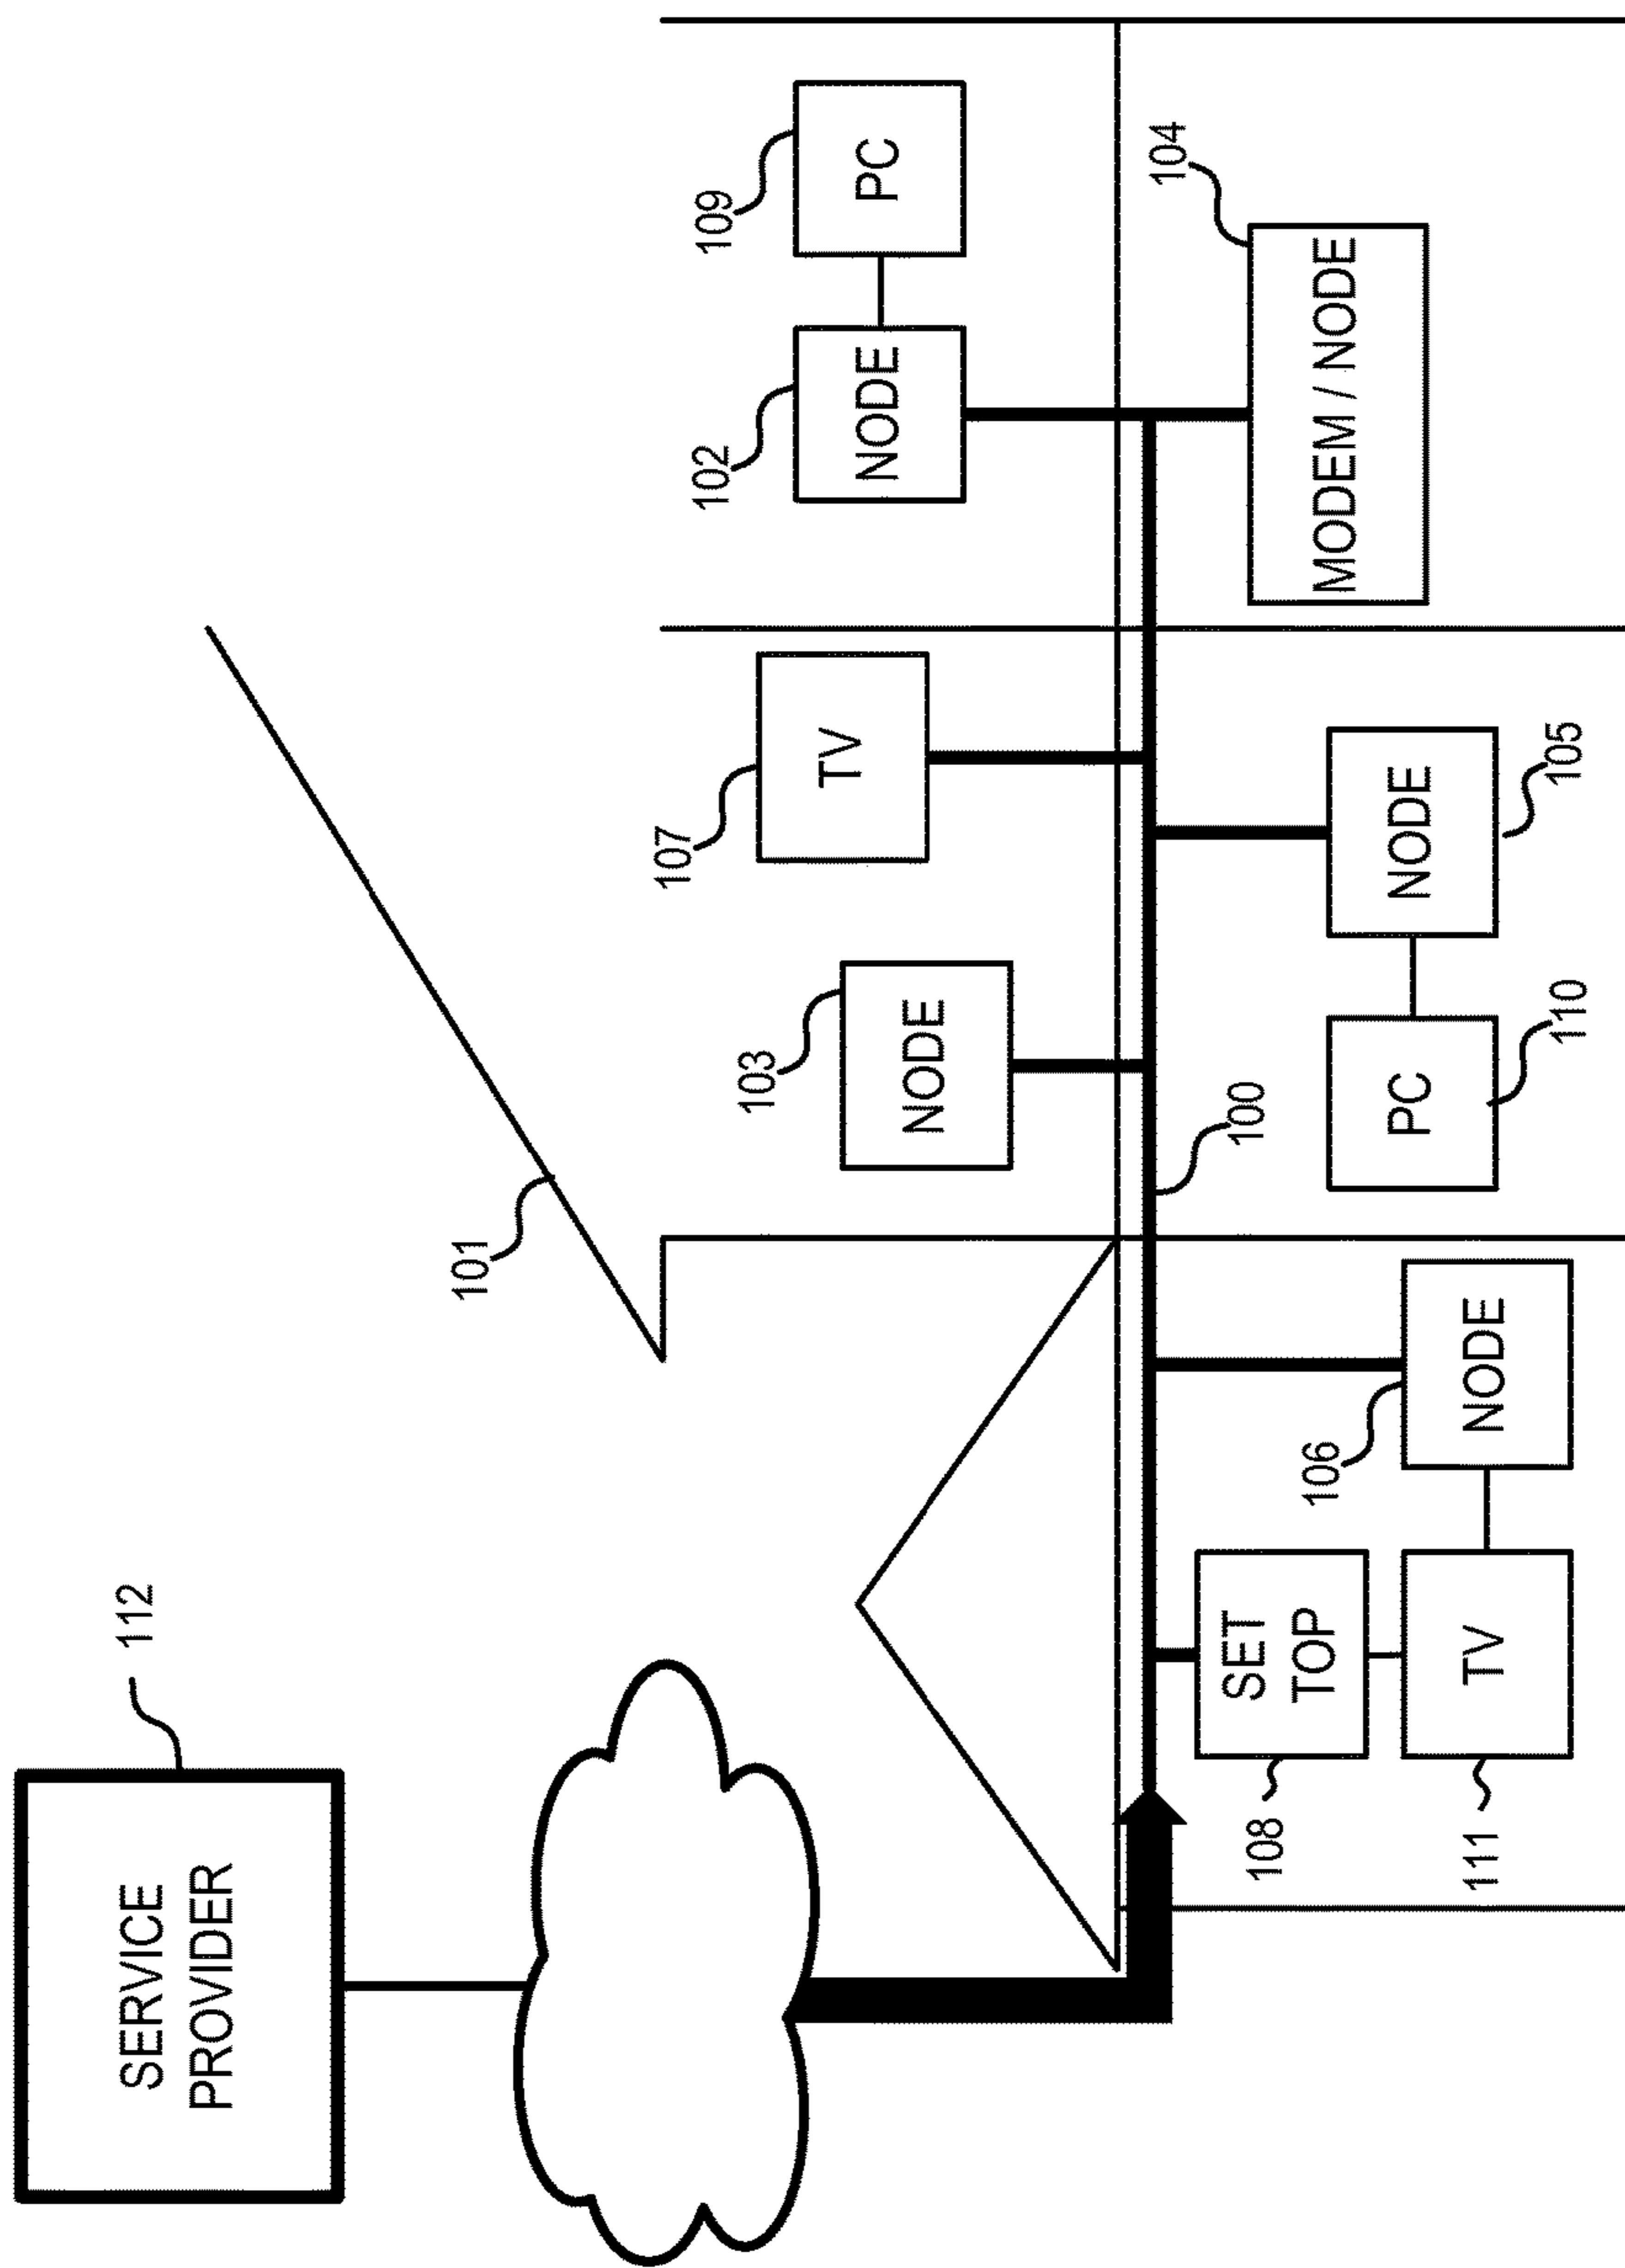 SERVICE
PROVIDER
112
101
109
PC
102
NODE
107
TV
103
NODE
104
MODEM / NODE
100
105
NODE
110
PC
106
NODE
108
SET
TOP
111
TV